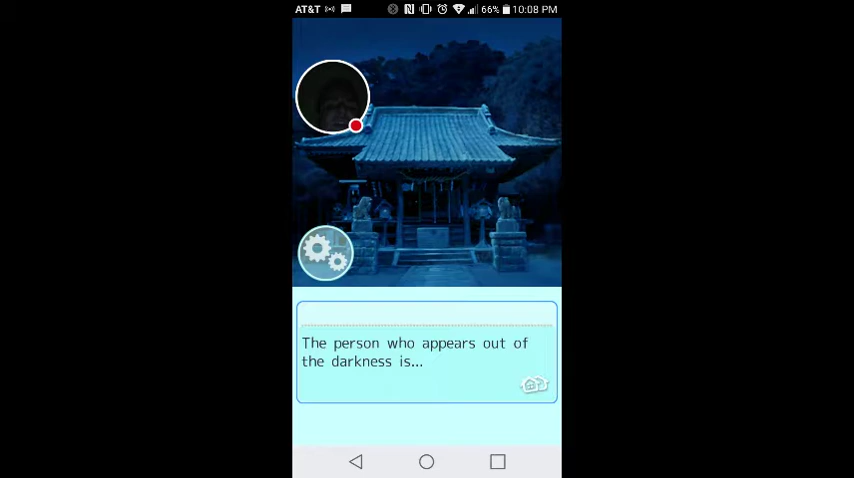 AT&T 66% 10:08 PM
The person who appears out of
the darkness is...